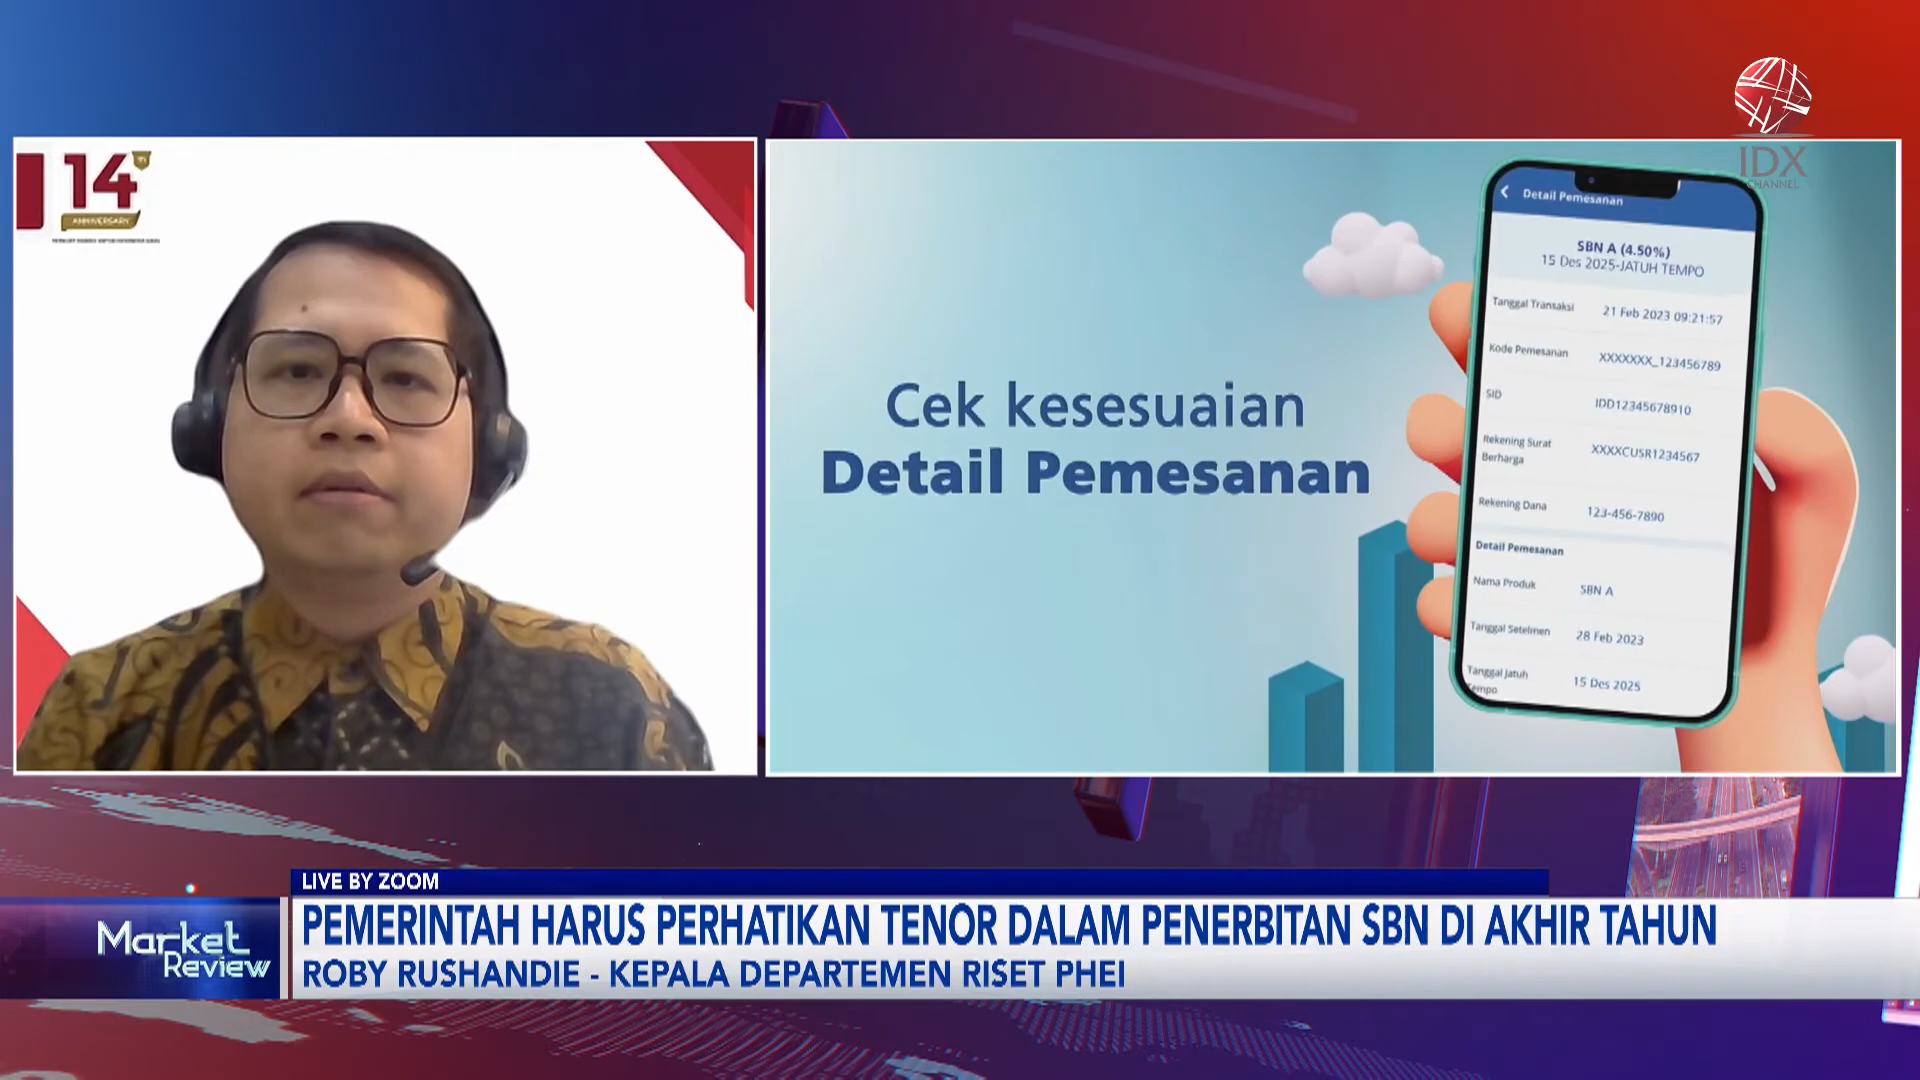 14
ANNIVERSARY
IDX
CHANNEL
Cek kesesuaian
Detail Pemesanan
Detail Pemesanan
SBN A (4.50%)
15 Des 2025-JATUH TEMPO
Tanggal Transaksi 21 Feb 2023 09:21:57
Kode Pemesanan XXXXXXX_123456789
SID IDD12345678910
Rekening Surat
Berharga XXXXCUSR1234567
Rekening Dana 123-456-7890
Detail Pemesanan
Nama Produk SBN A
Tanggal Setelmen 28 Feb 2023
Tanggal Jatuh
Tempo 15 Des 2025
LIVE BY ZOOM
Market
Review
PEMERINTAH HARUS PERHATIKAN TENOR DALAM PENERBITAN SBN DI AKHIR TAHUN
ROBY RUSHANDIE - KEPALA DEPARTEMEN RISET PHEI